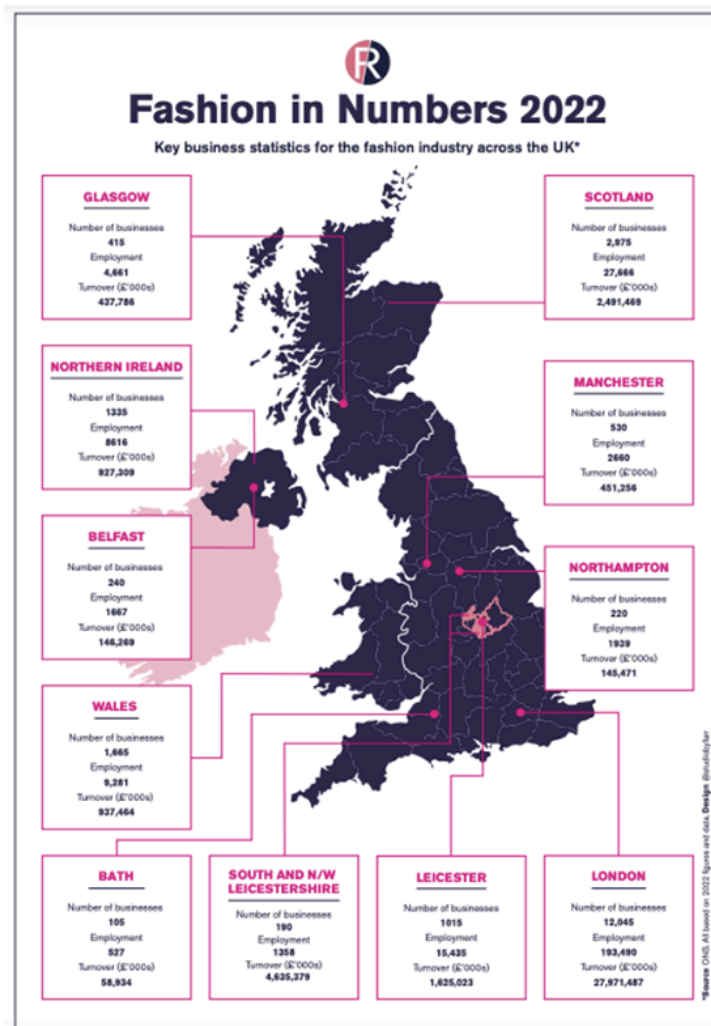 FR
Fashion in Numbers 2022
Key business statistics for the fashion industry across the UK*
GLASGOW
Number of businesses
415
Employment
4,661
Turnover (£'000s)
437,786
SCOTLAND
Number of businesses
2,975
Employment
27,666
Turnover (£'000s)
2,491,469
NORTHERN IRELAND
Number of businesses
1335
Employment
8616
Turnover (£'000s)
927,309
MANCHESTER
Number of businesses
530
Employment
2660
Turnover (£'000s)
451,256
BELFAST
Number of businesses
240
Employment
1667
Turnover (£'000s)
146,269
NORTHAMPTON
Number of businesses
220
Employment
1939
Turnover (£'000s)
145,471
WALES
Number of businesses
1,665
Employment
9,281
Turnover (£'000s)
937,464
BATH
Number of businesses
105
Employment
527
Turnover (£'000s)
58,934
SOUTH AND N/W
LEICESTERSHIRE
Number of businesses
190
Employment
1358
Turnover (£'000s)
4,635,379
LEICESTER
Number of businesses
1015
Employment
15,435
Turnover (£'000s)
1,625,023
LONDON
Number of businesses
12,045
Employment
193,490
Turnover (£'000s)
27,971,487
*Source ONS. All based on 2022 figures and data. Design @studiobyfarr